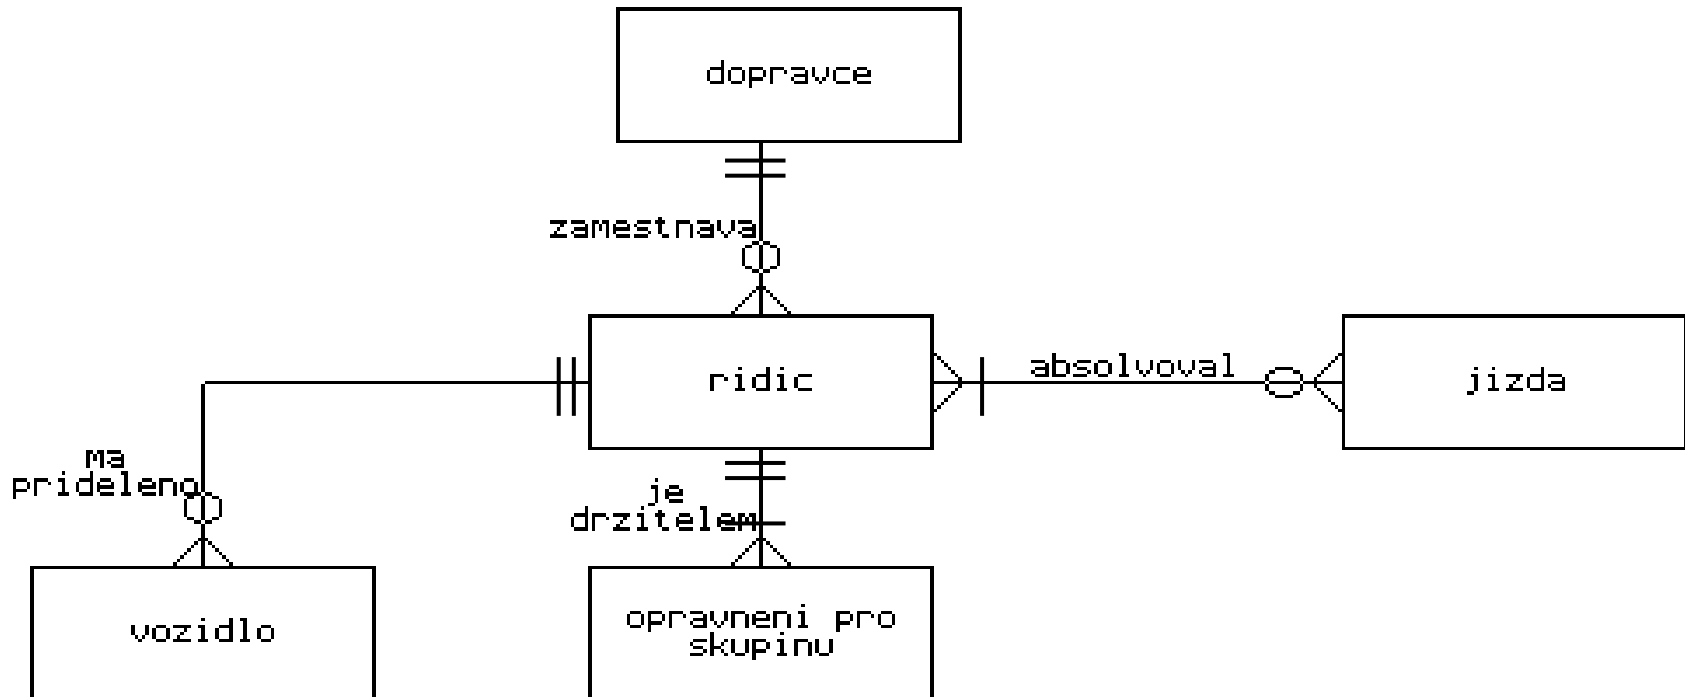 dopravce
zamestnava
ridic
absolvoval
jizda
ma
prideleno
je
drzitelem
vozidlo
opravneni pro
skupinu